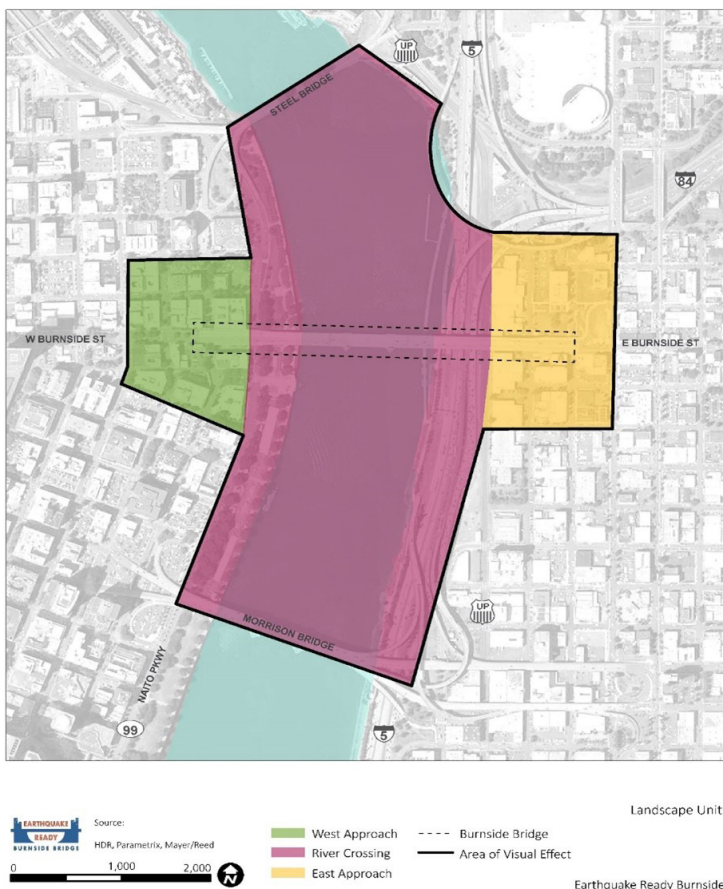 UP
5
STEEL BRIDGE
84
W BURNSIDE ST
E BURNSIDE ST
UP
MORRISON BRIDGE
NAITO PKWY
99
5
Landscape Unit
EARTHQUAKE
READY
BURNSIDE BRIDGE
Source:
HDR, Parametrix, Mayer/Reed
0 1,000 2,000
N
West Approach
River Crossing
East Approach
Burnside Bridge
Area of Visual Effect
Earthquake Ready Burnside